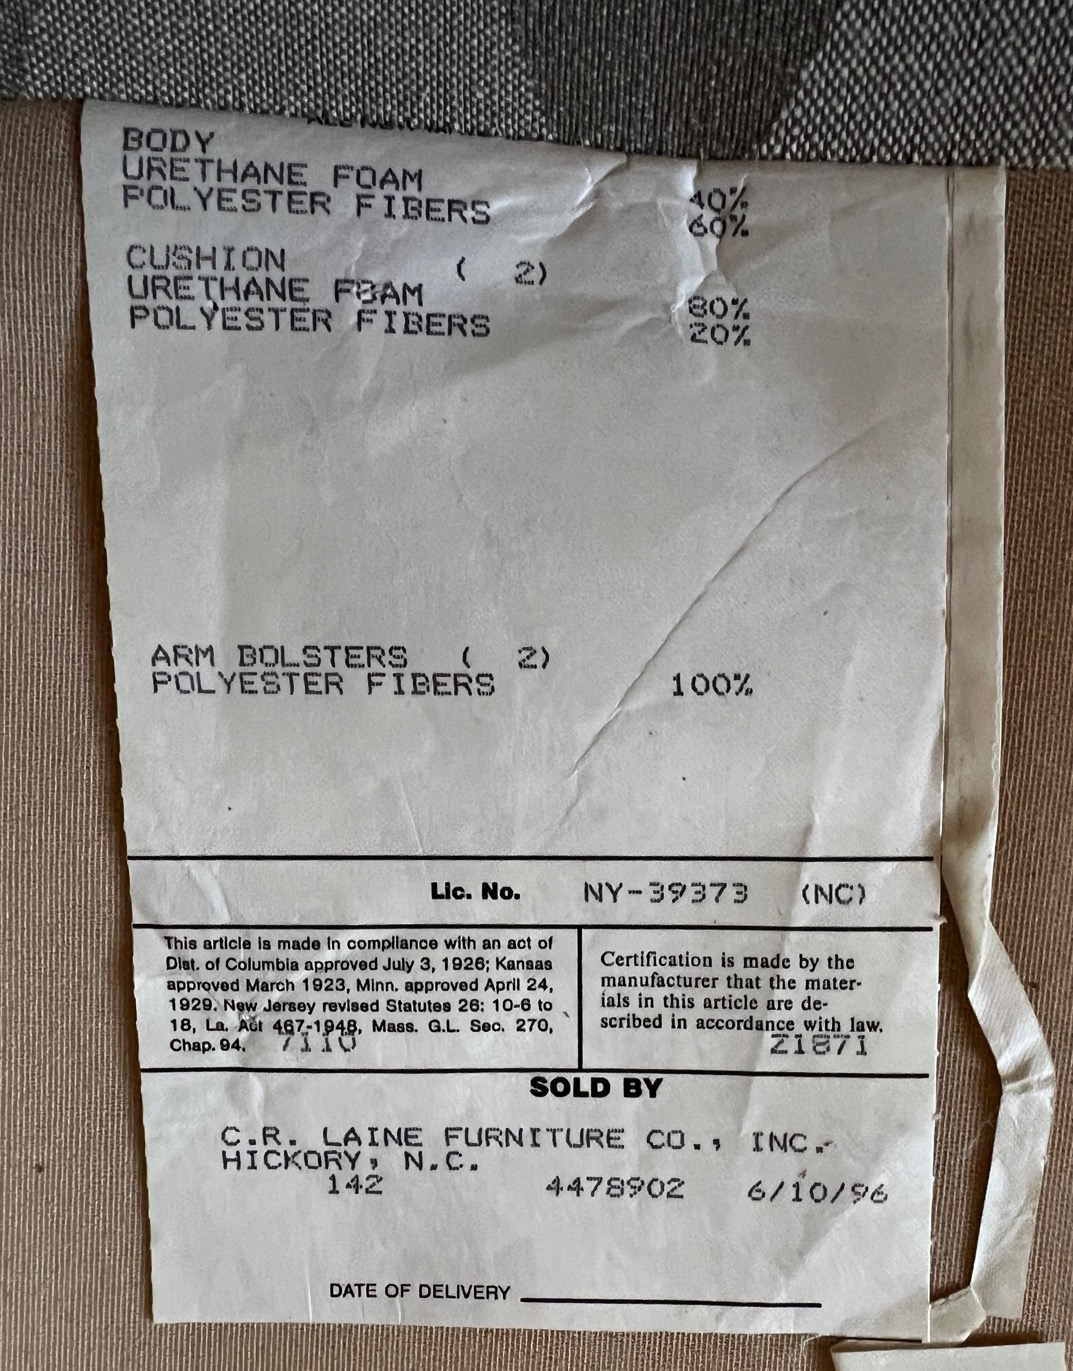 BODY
URETHANE FOAM 40%
POLYESTER FIBERS 60%
CUSHION ( 2)
URETHANE FOAM 80%
POLYESTER FIBERS 20%
ARM BOLSTERS ( 2)
POLYESTER FIBERS 100%
Lic. No. NY-39373 (NC)
This article is made in compliance with an act of
Dist. of Columbia approved July 3, 1926; Kansas
approved March 1923, Minn. approved April 24,
1929. New Jersey revised Statutes 26: 10-6 to
18, La. Act 467-1948, Mass. G.L. Sec. 270,
Chap. 94. 7110
Certification is made by the
manufacturer that the mater-
ials in this article are de-
scribed in accordance with law.
Z1871
SOLD BY
C.R. LAINE FURNITURE CO., INC.
HICKORY, N.C.
142 4478902 6/10/96
DATE OF DELIVERY